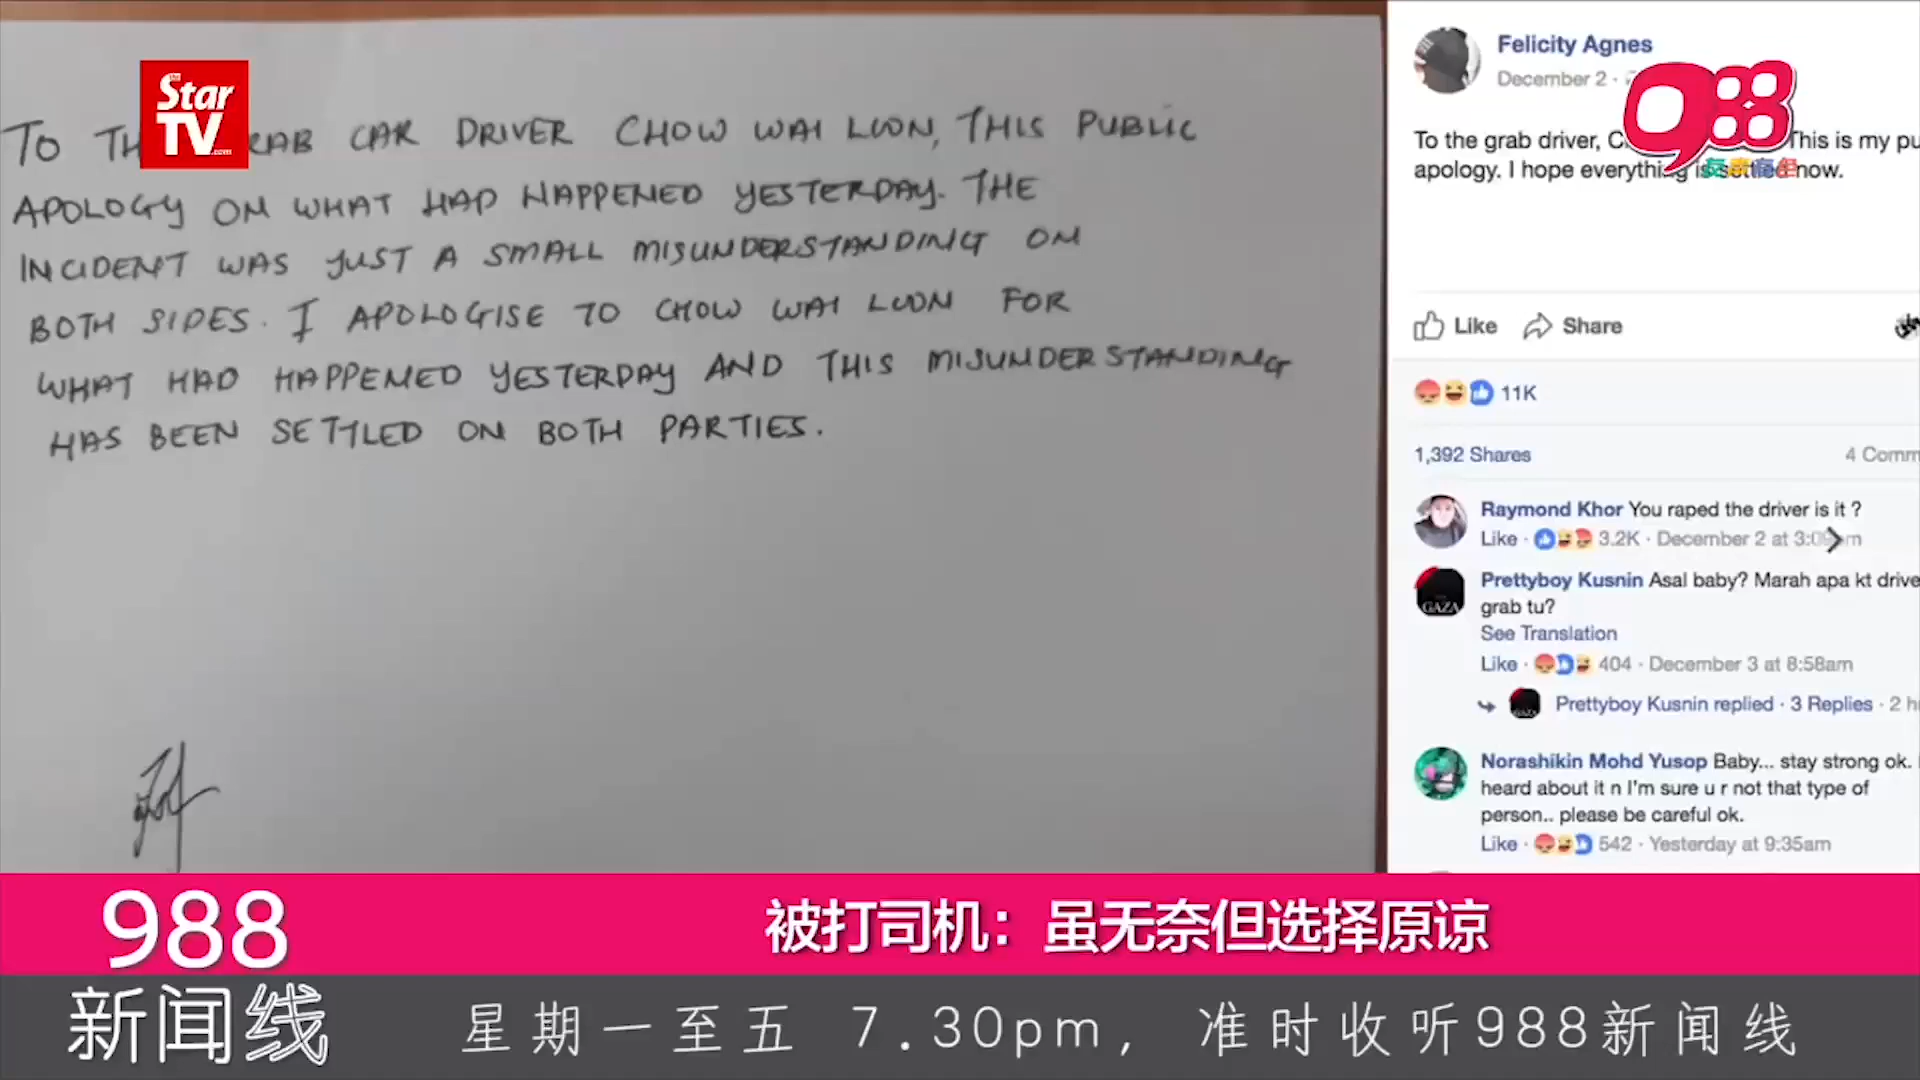 The Star TV.com
988
TO TH RAB CAR DRIVER CHOW WAI LOON, THIS PUBLIC
APOLOGY ON WHAT HAD HAPPENED YESTERDAY. THE
INCIDENT WAS JUST A SMALL MISUNDERSTANDING ON
BOTH SIDES. I APOLOGISE TO CHOW WAI LOON FOR
WHAT HAD HAPPENED YESTERDAY AND THIS MISUNDERSTANDING
HAS BEEN SETTLED ON BOTH PARTIES.
Felicity Agnes
December 2 ·
To the grab driver, C This is my pu
apology. I hope everything is settled now.
Like Share
11K
1,392 Shares 4 Comm
Raymond Khor You raped the driver is it ?
Like · 3.2K · December 2 at 3:09 m
Prettyboy Kusnin Asal baby? Marah apa kt drive
grab tu?
See Translation
Like · 404 · December 3 at 8:58am
GAZA
Prettyboy Kusnin replied · 3 Replies · 2 h
Norashikin Mohd Yusop Baby... stay strong ok.
heard about it n I'm sure u r not that type of
person.. please be careful ok.
Like · 542 · Yesterday at 9:35am
988
被打司机：虽无奈但选择原谅
新闻线
星期一至五 7.30pm, 准时收听988新闻线